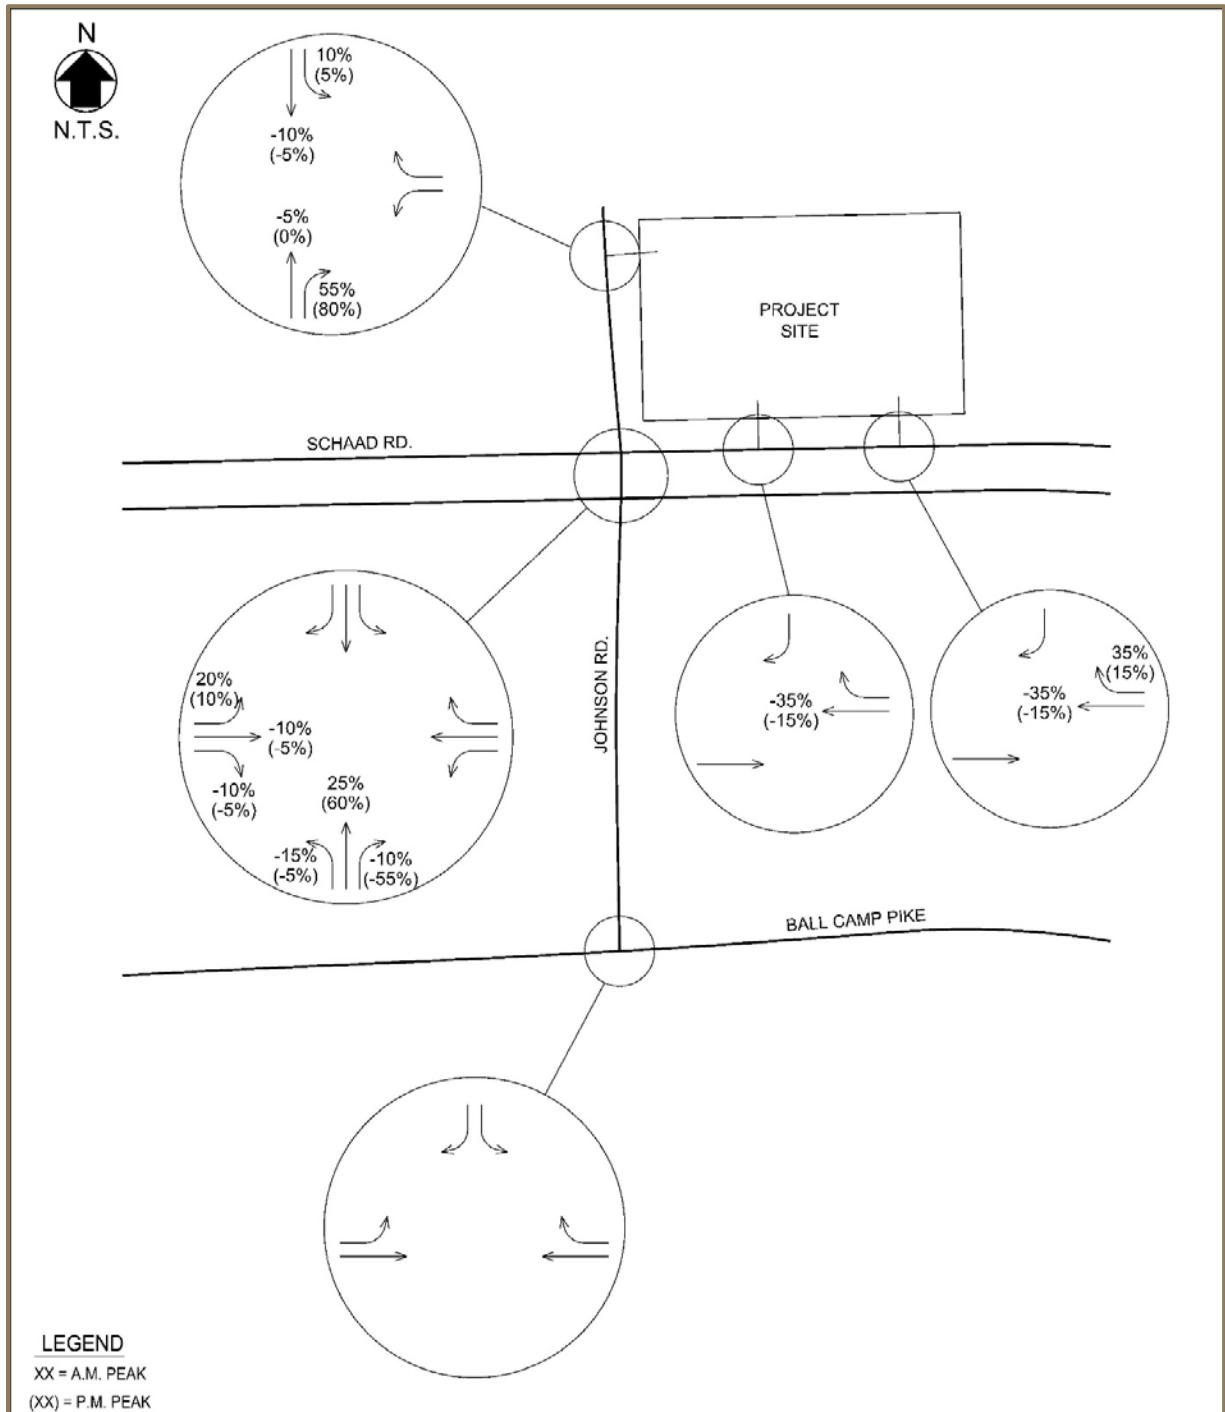 N
N.T.S.
10%
(5%)
-10%
(-5%)
-5%
(0%)
55%
(80%)
PROJECT
SITE
SCHAAD RD.
JOHNSON RD.
20%
(10%)
-10%
(-5%)
-10%
(-5%)
25%
(60%)
-15%
(-5%)
-10%
(-55%)
-35%
(-15%)
35%
(15%)
-35%
(-15%)
BALL CAMP PIKE
LEGEND
XX = A.M. PEAK
(XX) = P.M. PEAK